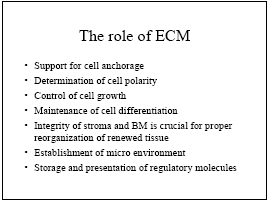 The role of ECM
• Support for cell anchorage
• Determination of cell polarity
• Control of cell growth
• Maintenance of cell differentiation
• Integrity of stroma and BM is crucial for proper
reorganization of renewed tissue
• Establishment of micro environment
• Storage and presentation of regulatory molecules